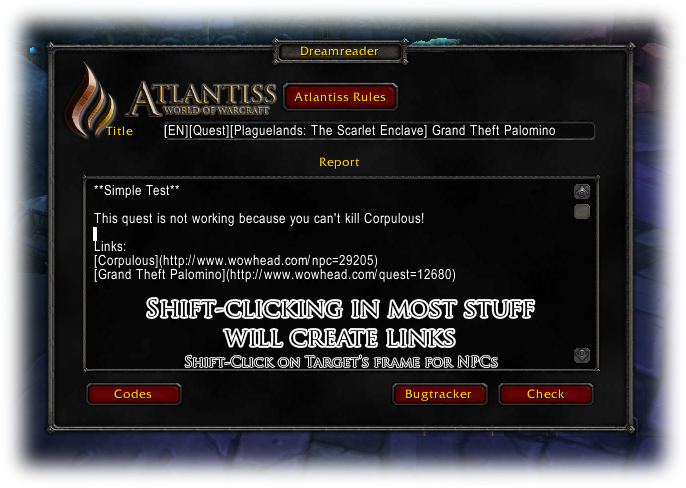 Dreamreader
ATLANTISS
WORLD OF WARCRAFT
Atlantiss Rules
Title
[EN][Quest][Plaguelands: The Scarlet Enclave] Grand Theft Palomino
Report
**Simple Test**
This quest is not working because you can't kill Corpulous!
Links:
[Corpulous](http://www.wowhead.com/npc=29205)
[Grand Theft Palomino](http://www.wowhead.com/quest=12680)
Shift-clicking in most stuff
will create links
Shift-Click on Target's frame for NPCs
Codes
Bugtracker
Check